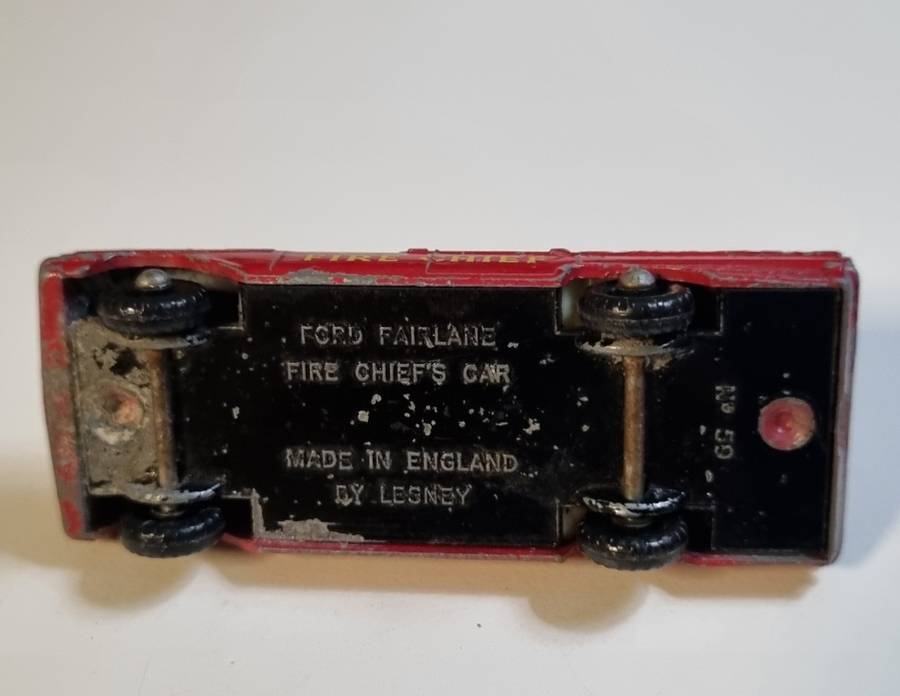 FIRE CHIEF
FORD FAIRLANE
FIRE CHIEF'S CAR
MADE IN ENGLAND
BY LESNEY
No 59